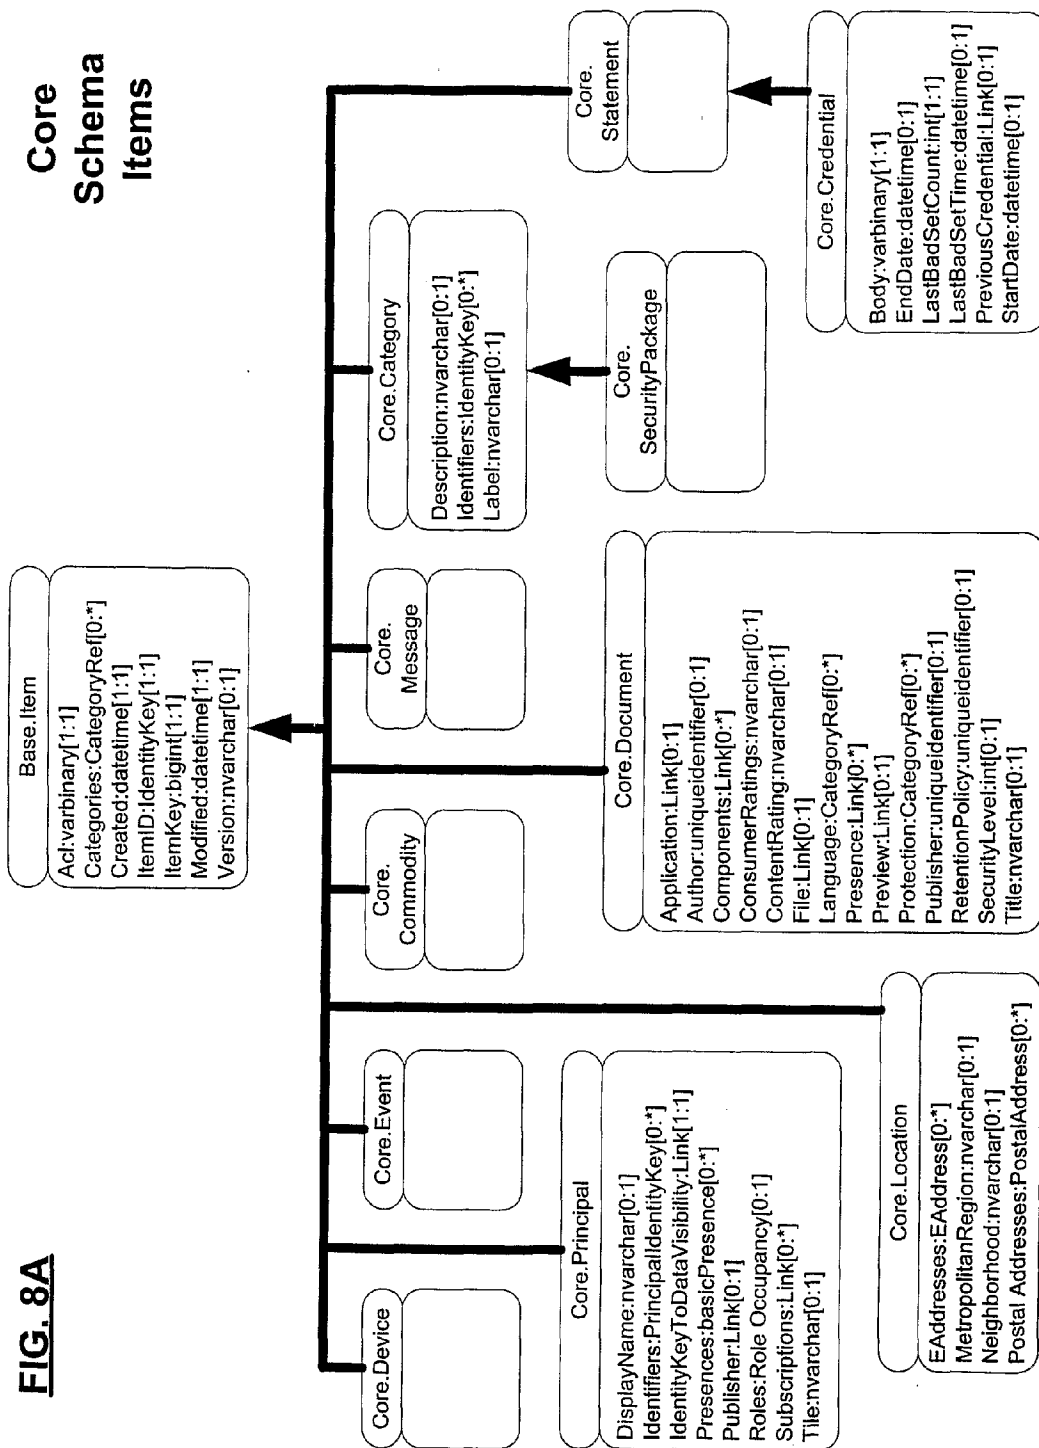 FIG. 8A
Core
Schema
Items
Base.Item
Acl:varbinary[1:1]
Categories:CategoryRef[0:*]
Created:datetime[1:1]
ItemID:IdentityKey[1:1]
ItemKey:bigint[1:1]
Modified:datetime[1:1]
Version:nvarchar[0:1]
Core.Device
Core.Event
Core.
Commodity
Core.
Message
Core.Category
Description:nvarchar[0:1]
Identifiers:IdentityKey[0:*]
Label:nvarchar[0:1]
Core.
Statement
Core.Principal
DisplayName:nvarchar[0:1]
Identifiers:PrincipalIdentityKey[0:*]
IdentityKeyToDataVisibility:Link[1:1]
Presences:basicPresence[0:*]
Publisher:Link[0:1]
Roles:Role Occupancy[0:1]
Subscriptions:Link[0:*]
Tile:nvarchar[0:1]
Core.Document
Application:Link[0:1]
Author:uniqueidentifier[0:1]
Components:Link[0:*]
ConsumerRatings:nvarchar[0:1]
ContentRating:nvarchar[0:1]
File:Link[0:1]
Language:CategoryRef[0:*]
Presence:Link]0:*]
Preview:Link[0:1]
Protection:CategoryRef[0:*]
Publisher:uniqueidentifier[0:1]
RetentionPolicy:uniqueidentifier[0:1]
SecurityLevel:int[0:1]
Title:nvarchar[0:1]
Core.
SecurityPackage
Core.Location
EAddresses:EAddress[0:*]
MetropolitanRegion:nvarchar[0:1]
Neighborhood:nvarchar[0:1]
Postal Addresses:PostalAddress[0:*]
Core.Credential
Body:varbinary[1:1]
EndDate:datetime[0:1]
LastBadSetCount:int[1:1]
LastBadSetTime:datetime[0:1]
PreviousCredential:Link[0:1]
StartDate:datetime[0:1]